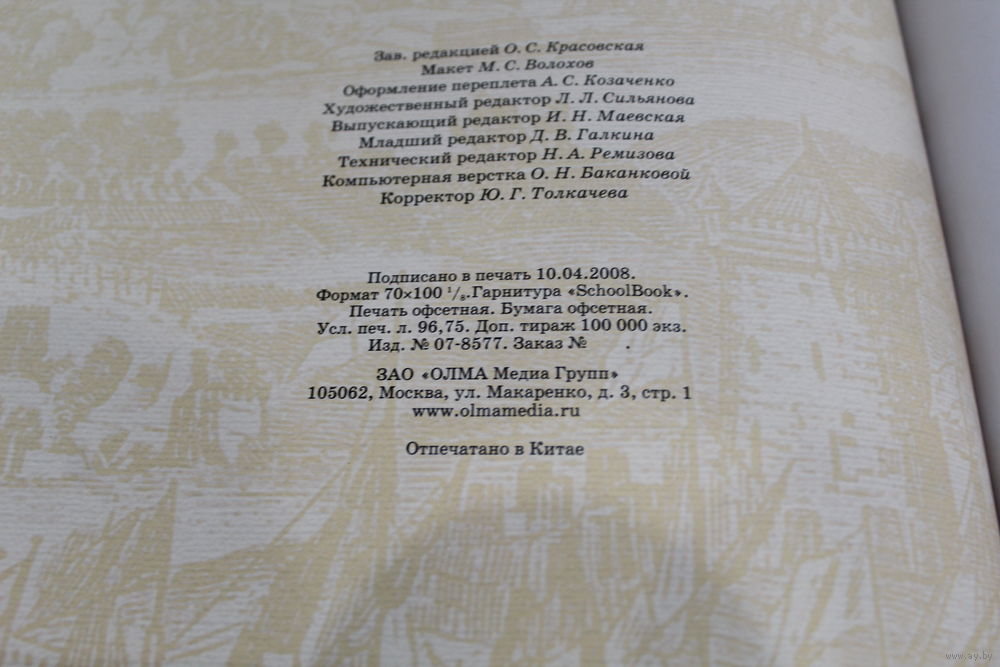 Зав. редакцией О. С. Красовская
Макет М. С. Волохов
Оформление переплета А. С. Козаченко
Художественный редактор Л. Л. Сильянова
Выпускающий редактор И. Н. Маевская
Младший редактор Д. В. Галкина
Технический редактор Н. А. Ремизова
Компьютерная верстка О. Н. Баканковой
Корректор Ю. Г. Толкачева
Подписано в печать 10.04.2008.
Формат 70×100 ¹/₈.Гарнитура «SchoolBook».
Печать офсетная. Бумага офсетная.
Усл. печ. л. 96,75. Доп. тираж 100 000 экз.
Изд. № 07-8577. Заказ № .
ЗАО «ОЛМА Медиа Групп»
105062, Москва, ул. Макаренко, д. 3, стр. 1
www.olmamedia.ru
Отпечатано в Китае
www.ay.by